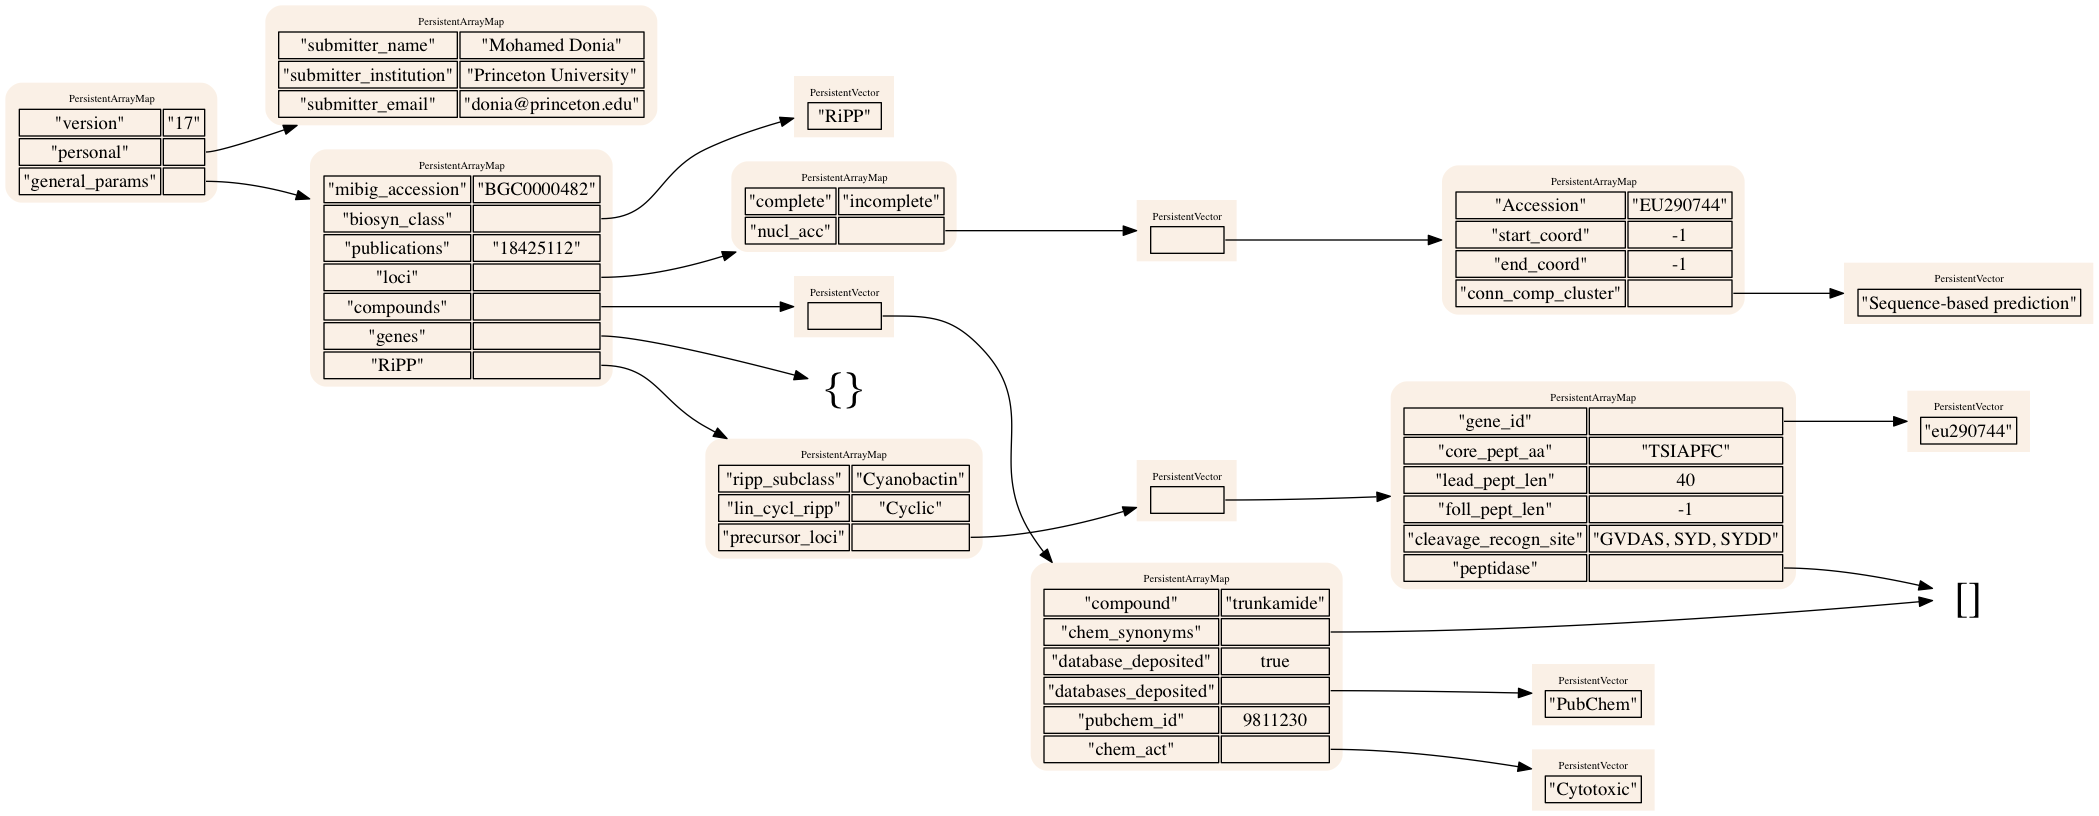 PersistentArrayMap
"version" "17"
"personal"
"general_params"
PersistentArrayMap
"submitter_name" "Mohamed Donia"
"submitter_institution" "Princeton University"
"submitter_email" "donia@princeton.edu"
PersistentArrayMap
"mibig_accession" "BGC0000482"
"biosyn_class"
"publications" "18425112"
"loci"
"compounds"
"genes"
"RiPP"
PersistentVector
"RiPP"
PersistentArrayMap
"complete" "incomplete"
"nucl_acc"
PersistentVector
PersistentArrayMap
"Accession" "EU290744"
"start_coord" -1
"end_coord" -1
"conn_comp_cluster"
PersistentVector
"Sequence-based prediction"
PersistentVector
{}
PersistentArrayMap
"ripp_subclass" "Cyanobactin"
"lin_cycl_ripp" "Cyclic"
"precursor_loci"
PersistentVector
PersistentArrayMap
"gene_id"
"core_pept_aa" "TSIAPFC"
"lead_pept_len" 40
"foll_pept_len" -1
"cleavage_recogn_site" "GVDAS, SYD, SYDD"
"peptidase"
PersistentVector
"eu290744"
[]
PersistentArrayMap
"compound" "trunkamide"
"chem_synonyms"
"database_deposited" true
"databases_deposited"
"pubchem_id" 9811230
"chem_act"
PersistentVector
"PubChem"
PersistentVector
"Cytotoxic"